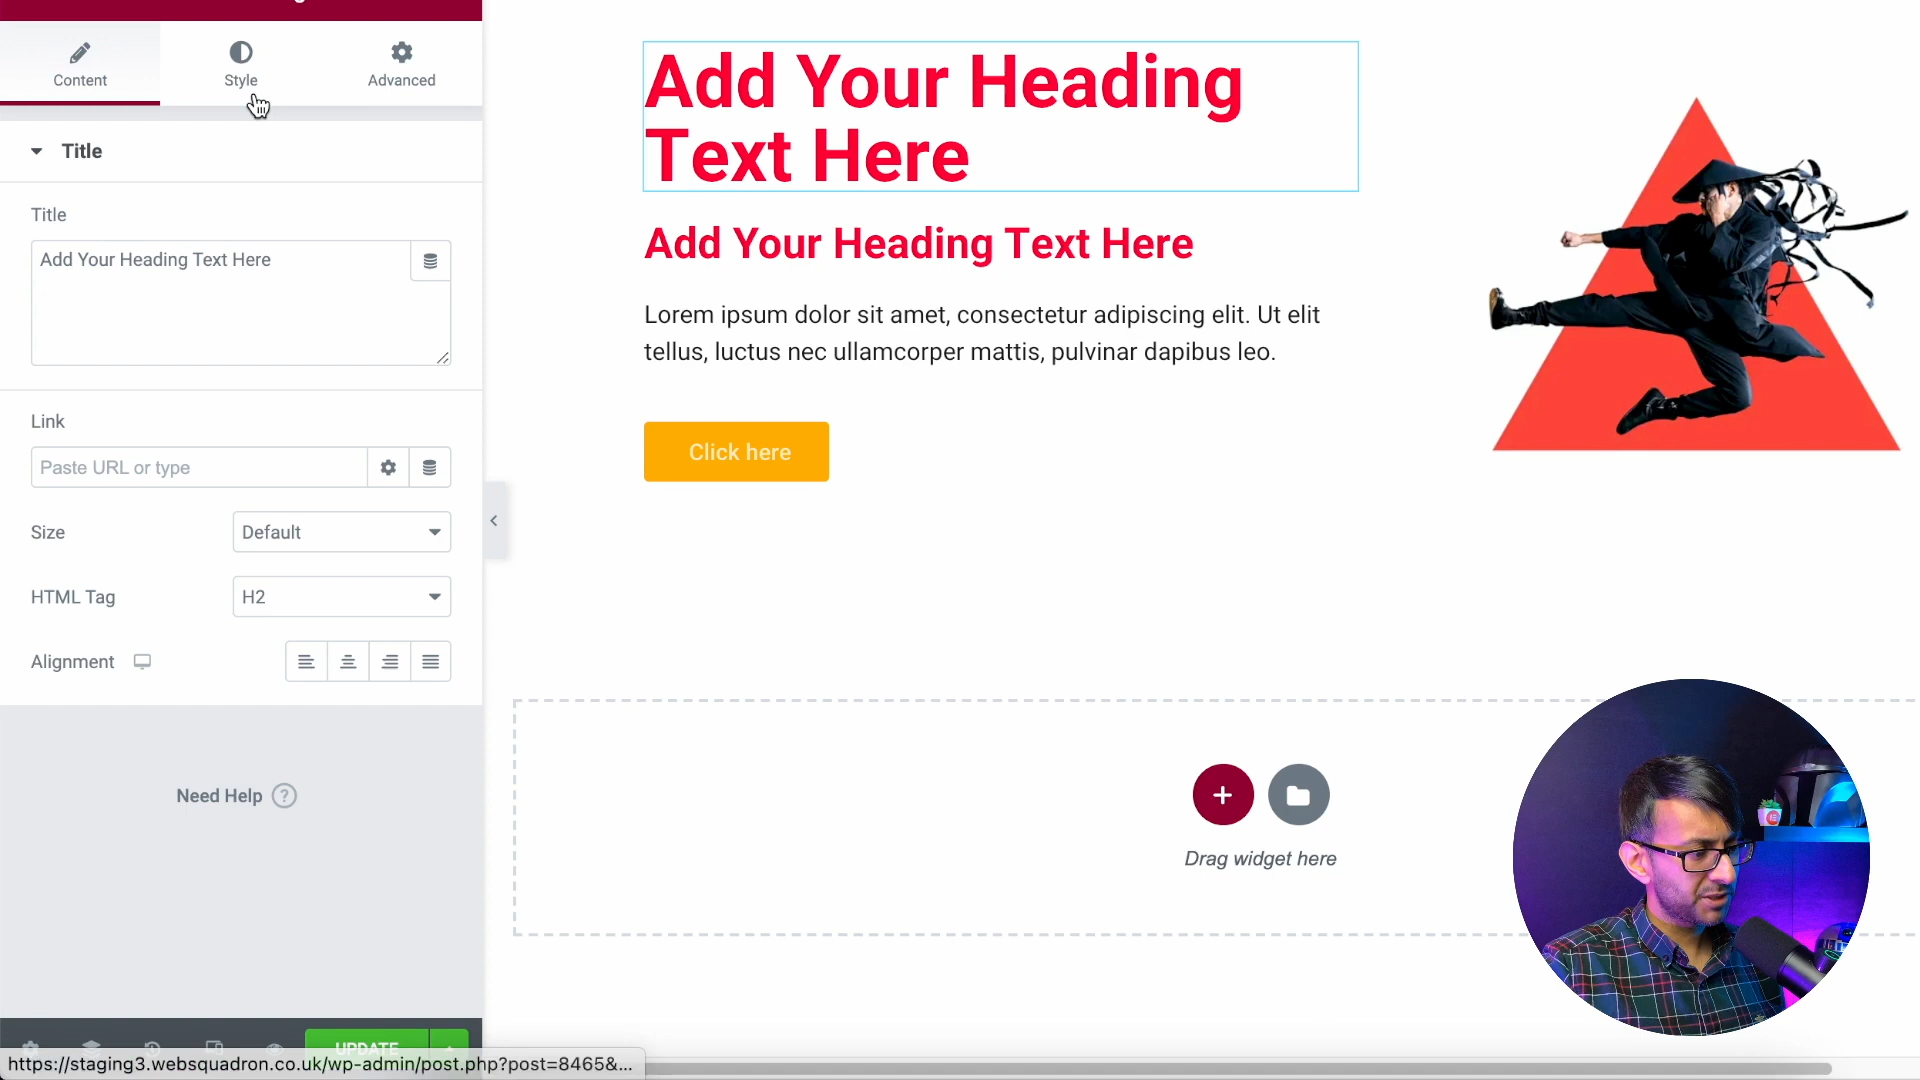 Content
Style
Advanced
Title
Title
Add Your Heading Text Here
Link
Paste URL or type
Size
Default
HTML Tag
H2
Alignment
Need Help ?
UPDATE
https://staging3.websquadron.co.uk/wp-admin/post.php?post=8465&...
Add Your Heading
Text Here
Add Your Heading Text Here
Lorem ipsum dolor sit amet, consectetur adipiscing elit. Ut elit
tellus, luctus nec ullamcorper mattis, pulvinar dapibus leo.
Click here
Drag widget here